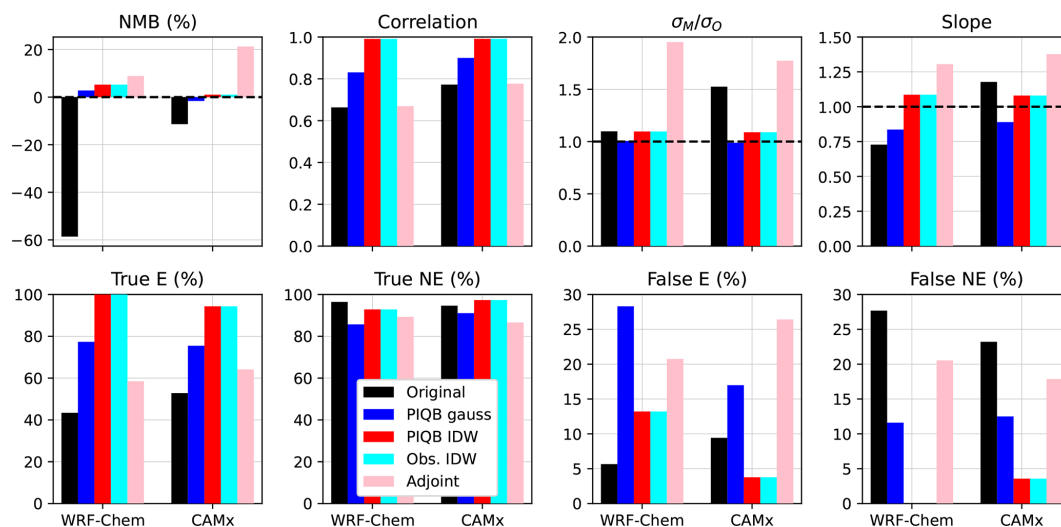 NMB (%)
20
0
−20
−40
−60
Correlation
1.0
0.8
0.6
0.4
0.2
0.0
σM/σO
2.0
1.5
1.0
0.5
0.0
Slope
1.50
1.25
1.00
0.75
0.50
0.25
0.00
True E (%)
100
80
60
40
20
0
WRF-Chem CAMx
True NE (%)
100
80
60
40
20
0
Original
PIQB gauss
PIQB IDW
Obs. IDW
Adjoint
WRF-Chem CAMx
False E (%)
30
25
20
15
10
5
0
WRF-Chem CAMx
False NE (%)
30
25
20
15
10
5
0
WRF-Chem CAMx